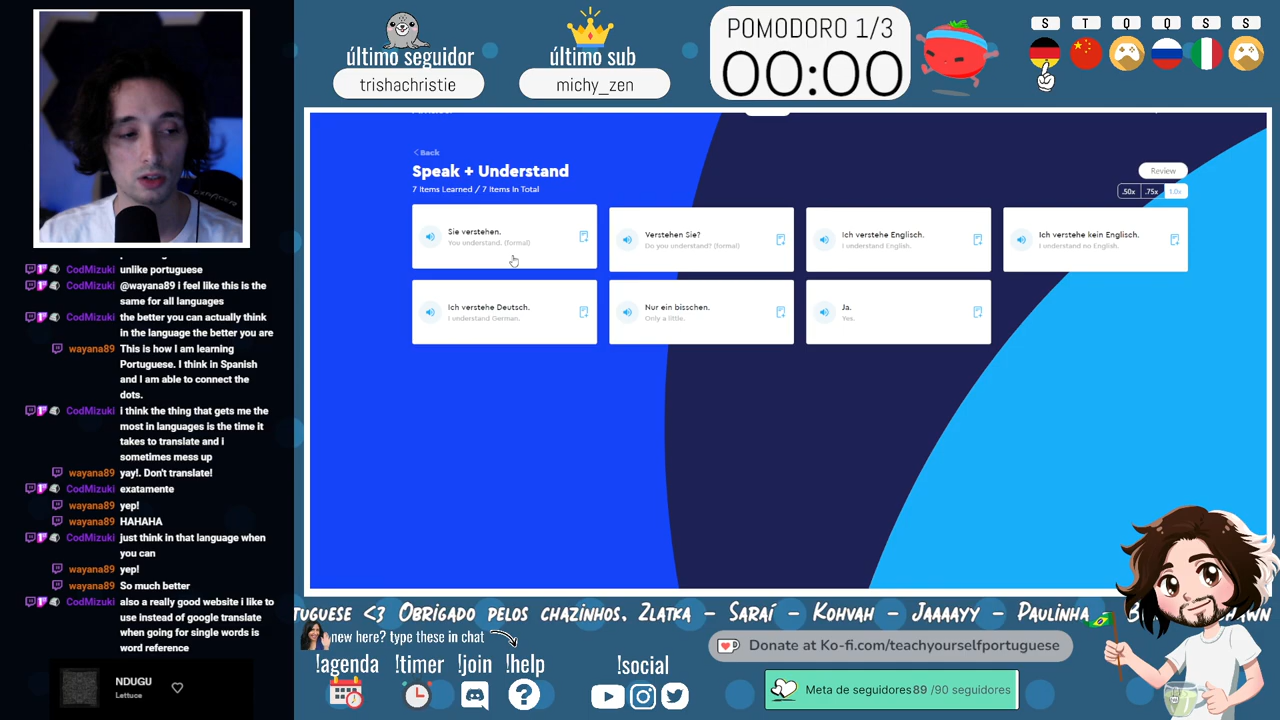 último seguidor
trishachristie
último sub
michy_zen
POMODORO 1/3
00:00
S T Q Q S S
Back
Speak + Understand
7 Items Learned / 7 Items In Total
Review
.50x .75x 1.0x
Sie verstehen.
You understand. (formal)
Verstehen Sie?
Do you understand? (formal)
Ich verstehe Englisch.
I understand English.
Ich verstehe kein Englisch.
I understand no English.
Ich verstehe Deutsch.
I understand German.
Nur ein bisschen.
Only a little.
Ja.
Yes.
CodMizuki unlike portuguese
CodMizuki @wayana89 i feel like this is the
same for all languages
CodMizuki the better you can actually think
in the language the better you are
wayana89 This is how I am learning
Portuguese. I think in Spanish
and I am able to connect the
dots.
CodMizuki i think the thing that gets me the
most in languages is the time it
takes to translate and i
sometimes mess up
wayana89 yay!. Don't translate!
CodMizuki exatamente
wayana89 yep!
wayana89 HAHAHA
CodMizuki just think in that language when
you can
wayana89 yep!
wayana89 So much better
CodMizuki also a really good website i like to
use instead of google translate
when going for single words is
word reference
NDUGU
Lettuce
TUGUESE <3 OBRIGADO PELOS CHAZINHOS, ZLATKA – SARAÍ – KOHVAH – JAAAAYY – PAULINHA
new here? type these in chat
!agenda !timer !join !help
!social
Donate at Ko-fi.com/teachyourselfportuguese
Meta de seguidores 89 /90 seguidores